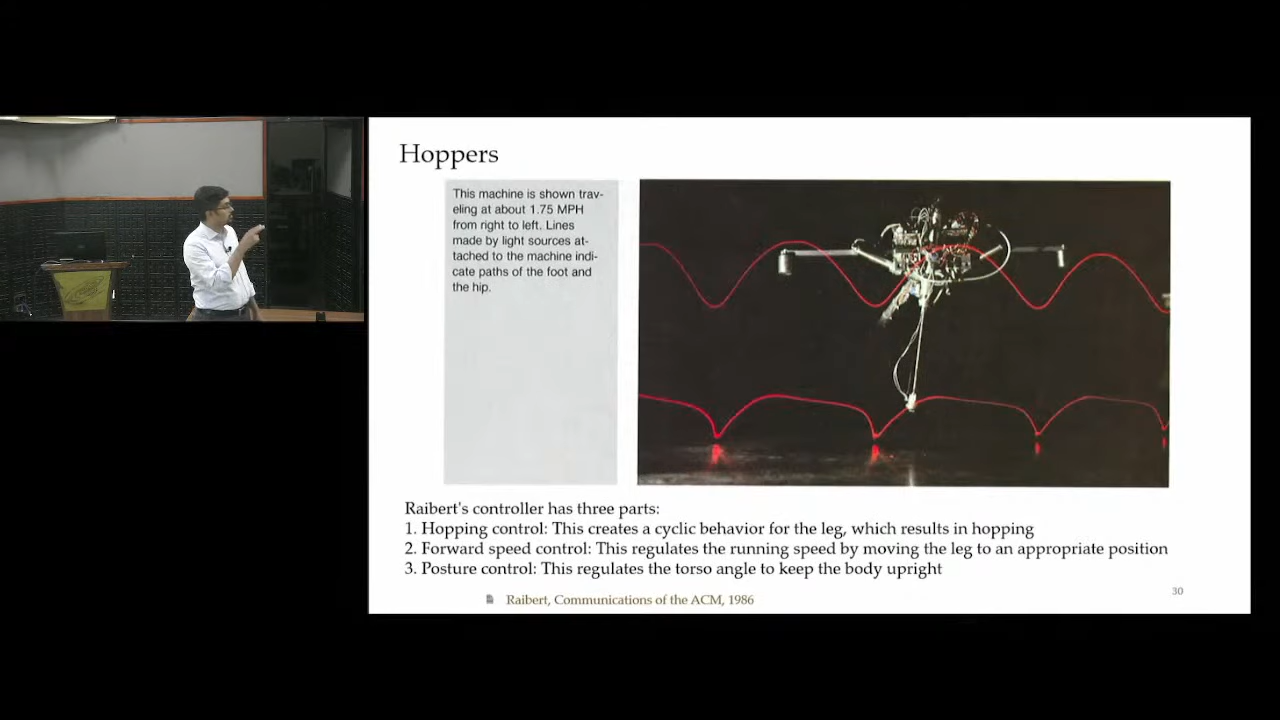 Hoppers
This machine is shown trav-
eling at about 1.75 MPH
from right to left. Lines
made by light sources at-
tached to the machine indi-
cate paths of the foot and
the hip.
Raibert's controller has three parts:
1. Hopping control: This creates a cyclic behavior for the leg, which results in hopping
2. Forward speed control: This regulates the running speed by moving the leg to an appropriate position
3. Posture control: This regulates the torso angle to keep the body upright
Raibert, Communications of the ACM, 1986
30